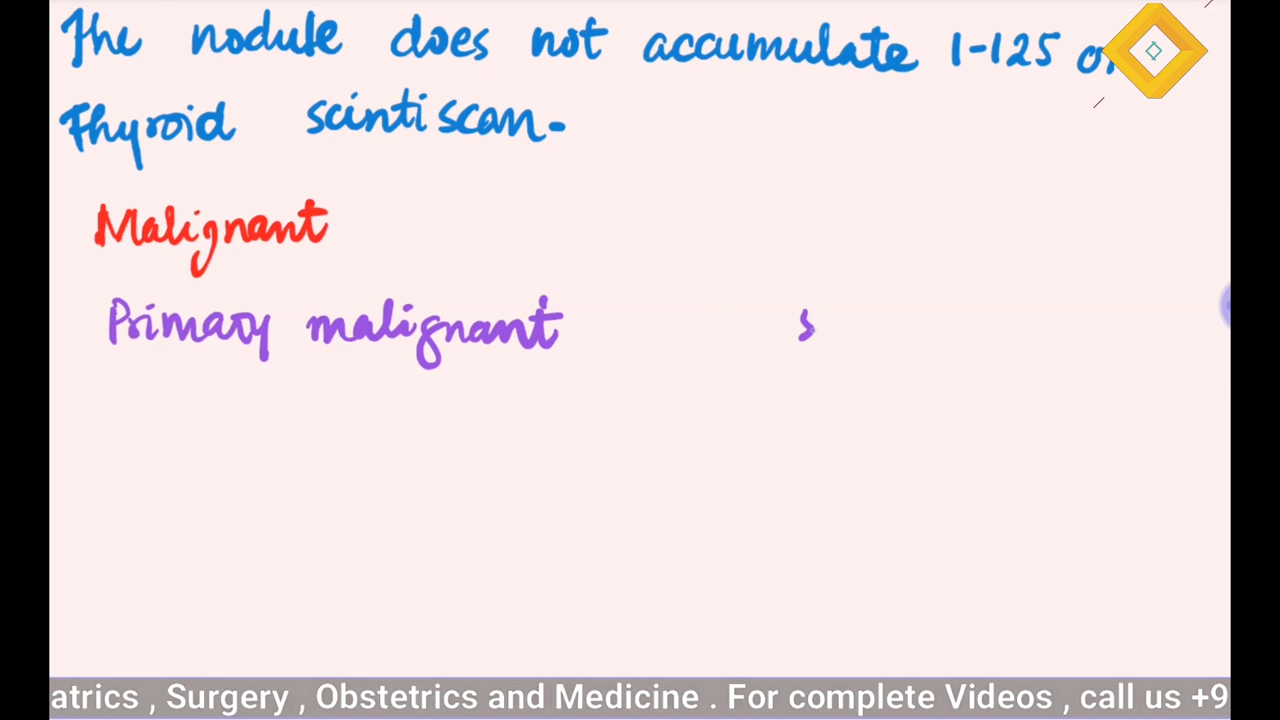 The nodule does not accumulate I-125 on
Thyroid scintiscan-
Malignant
Primary malignant s
atrics , Surgery , Obstetrics and Medicine . For complete Videos , call us +9